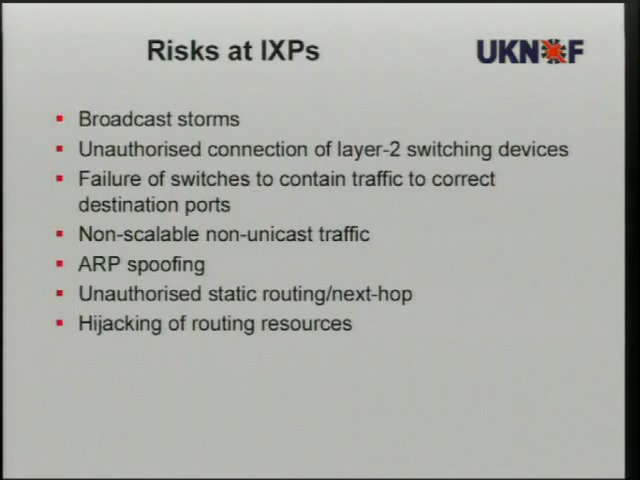 Risks at IXPs
UKNOF
Broadcast storms
Unauthorised connection of layer-2 switching devices
Failure of switches to contain traffic to correct
destination ports
Non-scalable non-unicast traffic
ARP spoofing
Unauthorised static routing/next-hop
Hijacking of routing resources